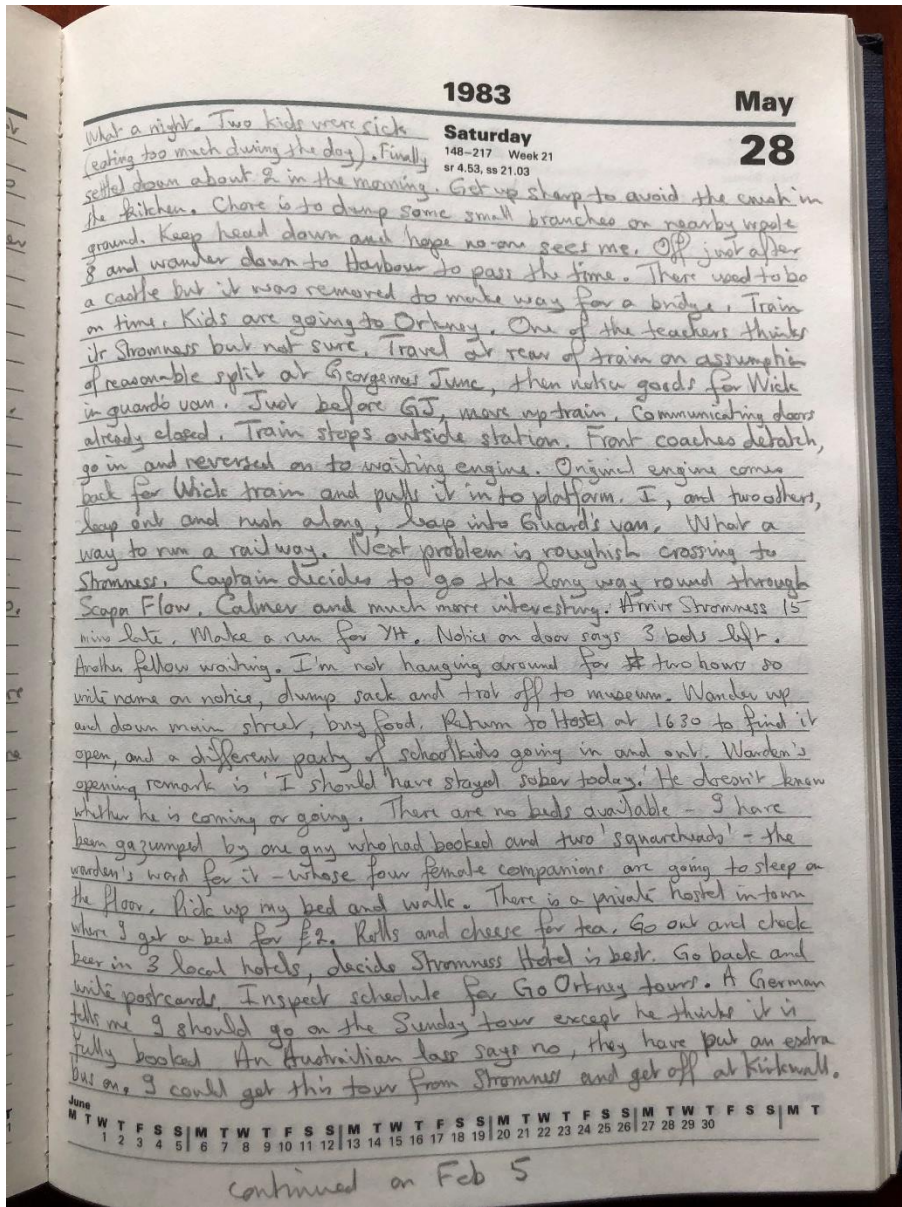 1983 May
Saturday 28
148–217 Week 21
sr 4.53, ss 21.03
What a night. Two kids were sick
(eating too much during the day). Finally
settled down about 2 in the morning. Get up sharp to avoid the crush in
the kitchen. Chore is to dump some small branches on nearby waste
ground. Keep head down and hope no-one sees me. Off just after
8 and wander down to Harbour to pass the time. There used to be
a castle but it was removed to make way for a bridge. Train
on time. Kids are going to Orkney. One of the teachers thinks
its Stromness but not sure. Travel at rear of train on assumption
of reasonable split at Georgemas Junc, then notice goods for Wick
in guards van. Just before GJ, move up train. Communicating doors
already closed. Train stops outside station. Front coaches detatch,
go in and reversed on to waiting engine. Original engine comes
back for Wick train and pulls it in to platform. I, and two others,
leap out and rush along, leap into Guard's van. What a
way to run a railway. Next problem is roughish crossing to
Stromness. Captain decides to go the long way round through
Scapa Flow. Calmer and much more interesting. Arrive Stromness 15
mins late. Make a run for YH. Notice on door says 3 beds left.
Another fellow waiting. I'm not hanging around for two hours so
write name on notice, dump sack and trot off to museum. Wander up
and down main street, buy food. Return to Hostel at 1630 to find it
open, and a different party of schoolkids going in and out. Warden's
opening remark is 'I should have stayed sober today.' He doesn't know
whether he is coming or going. There are no beds available – I have
been gazumped by one guy who had booked and two 'squareheads' – the
warden's word for it – whose four female companions are going to sleep on
the floor. Pick up my bed and walk. There is a private hostel in town
where I get a bed for £2. Rolls and cheese for tea. Go out and check
beer in 3 local hotels, decide Stromness Hotel is best. Go back and
write postcards. Inspect schedule for Go Orkney tours. A German
tells me I should go on the Sunday tour except he thinks it is
fully booked. An Austrailian lass says no, they have put an extra
bus on. I could get this tour from Stromness and get off at Kirkwall.
June
M T W T F S S M T W T F S S M T W T F S S M T W T F S S M T W T F S S M T
1 2 3 4 5 6 7 8 9 10 11 12 13 14 15 16 17 18 19 20 21 22 23 24 25 26 27 28 29 30
continued on Feb 5